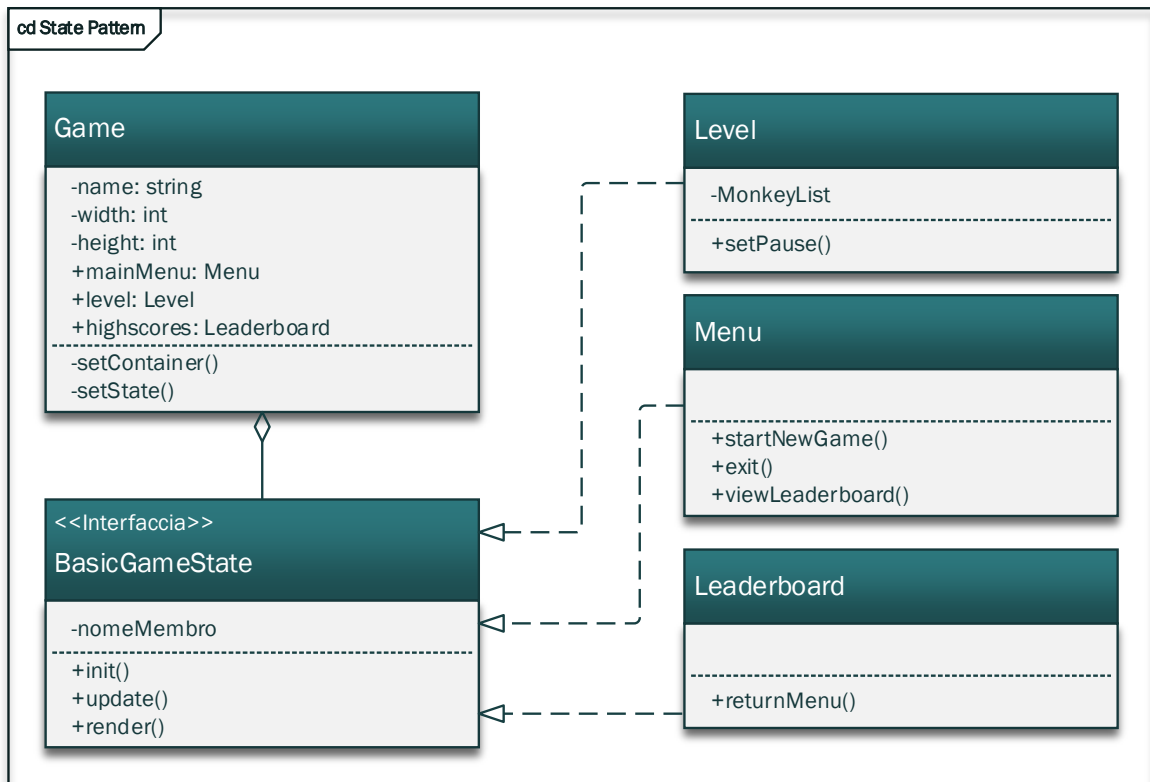 cd State Pattern
Game
-name: string
-width: int
-height: int
+mainMenu: Menu
+level: Level
+highscores: Leaderboard
-setContainer()
-setState()
<<Interfaccia>>
BasicGameState
-nomeMembro
+init()
+update()
+render()
Level
-MonkeyList
+setPause()
Menu
+startNewGame()
+exit()
+viewLeaderboard()
Leaderboard
+returnMenu()